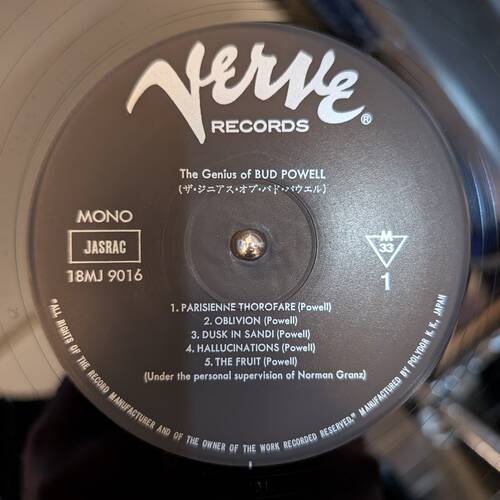 Verve
RECORDS®
The Genius of BUD POWELL
(ザ・ジニアス・オブ・バド・パウエル)
MONO
JASRAC
18MJ 9016
M
33
1
1. PARISIENNE THOROFARE (Powell)
2. OBLIVION (Powell)
3. DUSK IN SANDI (Powell)
4. HALLUCINATIONS (Powell)
5. THE FRUIT (Powell)
(Under the personal supervision of Norman Granz)
"ALL RIGHTS OF THE RECORD MANUFACTURER AND OF THE OWNER OF THE WORK RECORDED RESERVED." MANUFACTURED BY POLYDOR K. K. JAPAN